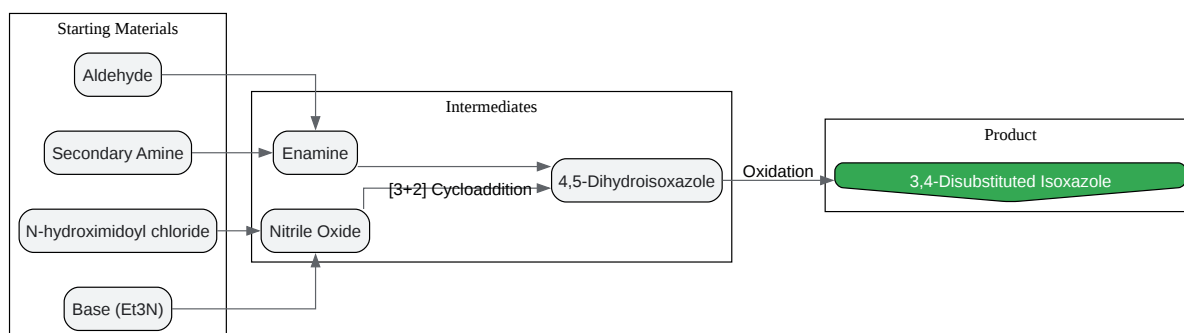 Starting Materials
Aldehyde
Secondary Amine
N-hydroximidoyl chloride
Base (Et3N)
Intermediates
Enamine
[3+2] Cycloaddition
Nitrile Oxide
4,5-Dihydroisoxazole
Oxidation
Product
3,4-Disubstituted Isoxazole